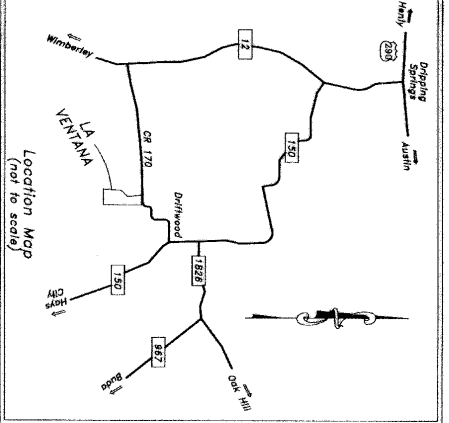 Henly
290
Dripping
Springs
Austin
12
Wimberley
150
CR 170
LA
VENTANA
Driftwood
1826
150
Hays
City
967
Buda
Oak Hill
Location Map
(not to scale)